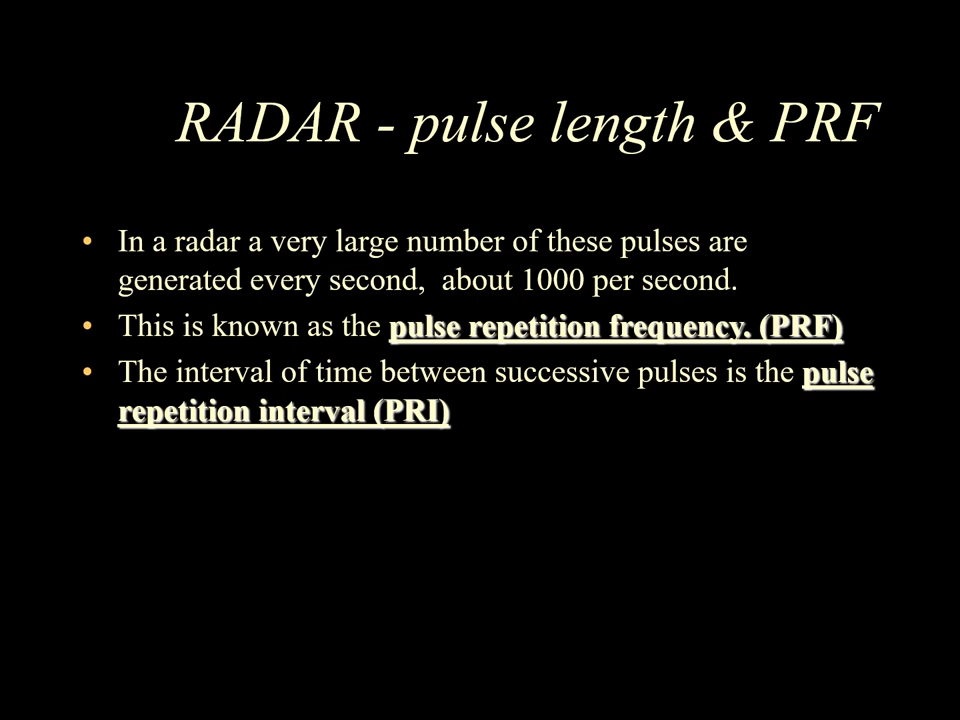 RADAR - pulse length & PRF
• In a radar a very large number of these pulses are
generated every second,  about 1000 per second.
• This is known as the pulse repetition frequency. (PRF)
• The interval of time between successive pulses is the pulse
repetition interval (PRI)